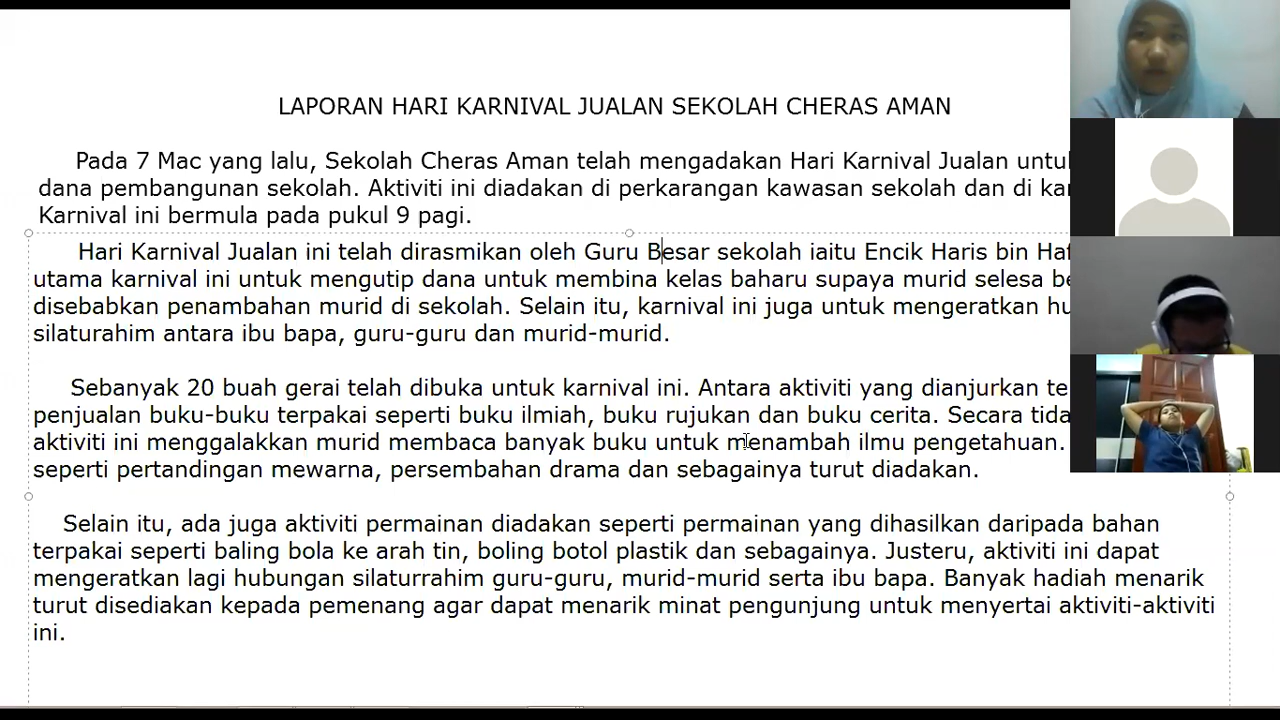 LAPORAN HARI KARNIVAL JUALAN SEKOLAH CHERAS AMAN
Pada 7 Mac yang lalu, Sekolah Cheras Aman telah mengadakan Hari Karnival Jualan
dana pembangunan sekolah. Aktiviti ini diadakan di perkarangan kawasan sekolah dan di
Karnival ini bermula pada pukul 9 pagi.
Hari Karnival Jualan ini telah dirasmikan oleh Guru Besar sekolah iaitu Encik Haris bin
utama karnival ini untuk mengutip dana untuk membina kelas baharu supaya murid selesa
disebabkan penambahan murid di sekolah. Selain itu, karnival ini juga untuk mengeratkan
silaturahim antara ibu bapa, guru-guru dan murid-murid.
Sebanyak 20 buah gerai telah dibuka untuk karnival ini. Antara aktiviti yang dianjurkan
penjualan buku-buku terpakai seperti buku ilmiah, buku rujukan dan buku cerita. Secara
aktiviti ini menggalakkan murid membaca banyak buku untuk menambah ilmu pengetahuan.
seperti pertandingan mewarna, persembahan drama dan sebagainya turut diadakan.
Selain itu, ada juga aktiviti permainan diadakan seperti permainan yang dihasilkan daripada bahan
terpakai seperti baling bola ke arah tin, boling botol plastik dan sebagainya. Justeru, aktiviti ini dapat
mengeratkan lagi hubungan silaturrahim guru-guru, murid-murid serta ibu bapa. Banyak hadiah menarik
turut disediakan kepada pemenang agar dapat menarik minat pengunjung untuk menyertai aktiviti-aktiviti
ini.